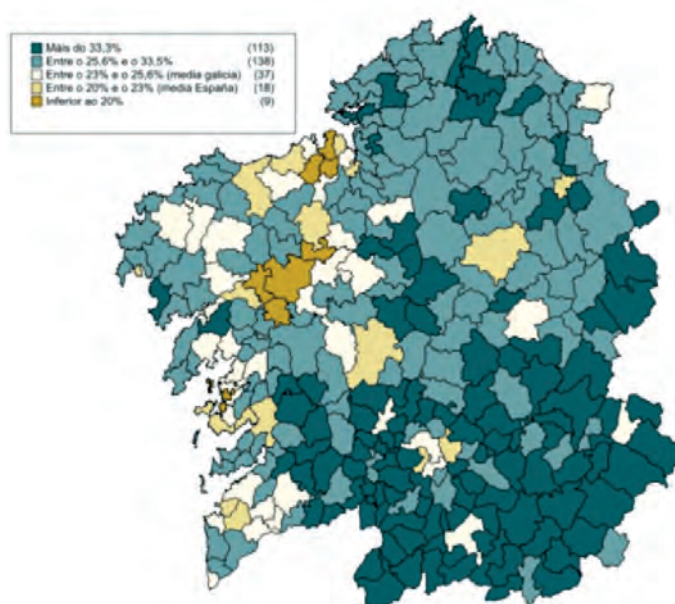 Máis do 33,3% (113)
Entre o 25,6% e o 33,5% (138)
Entre o 23% e o 25,6% (media galicia) (37)
Entre o 20% e o 23% (media España) (18)
Inferior ao 20% (9)